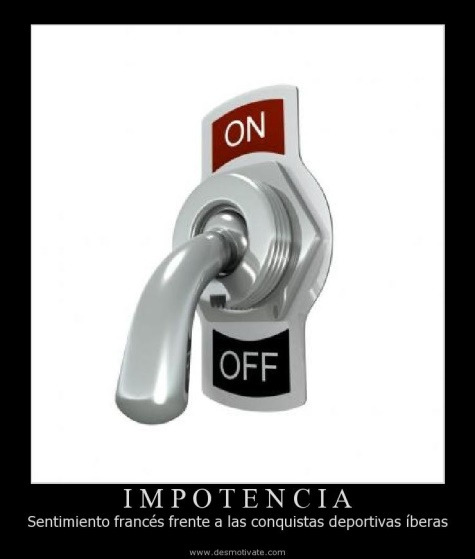 ON
OFF
IMPOTENCIA
Sentimiento francés frente a las conquistas deportivas íberas
www.desmotivate.com